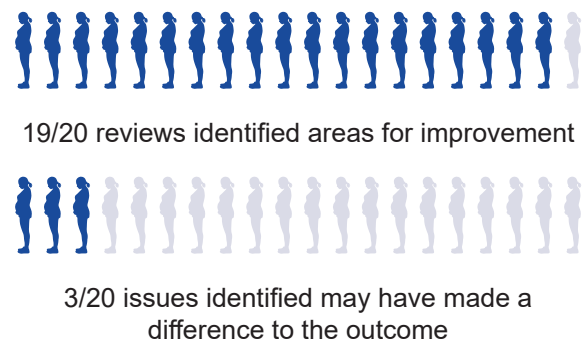 19/20 reviews identified areas for improvement
3/20 issues identified may have made a
difference to the outcome